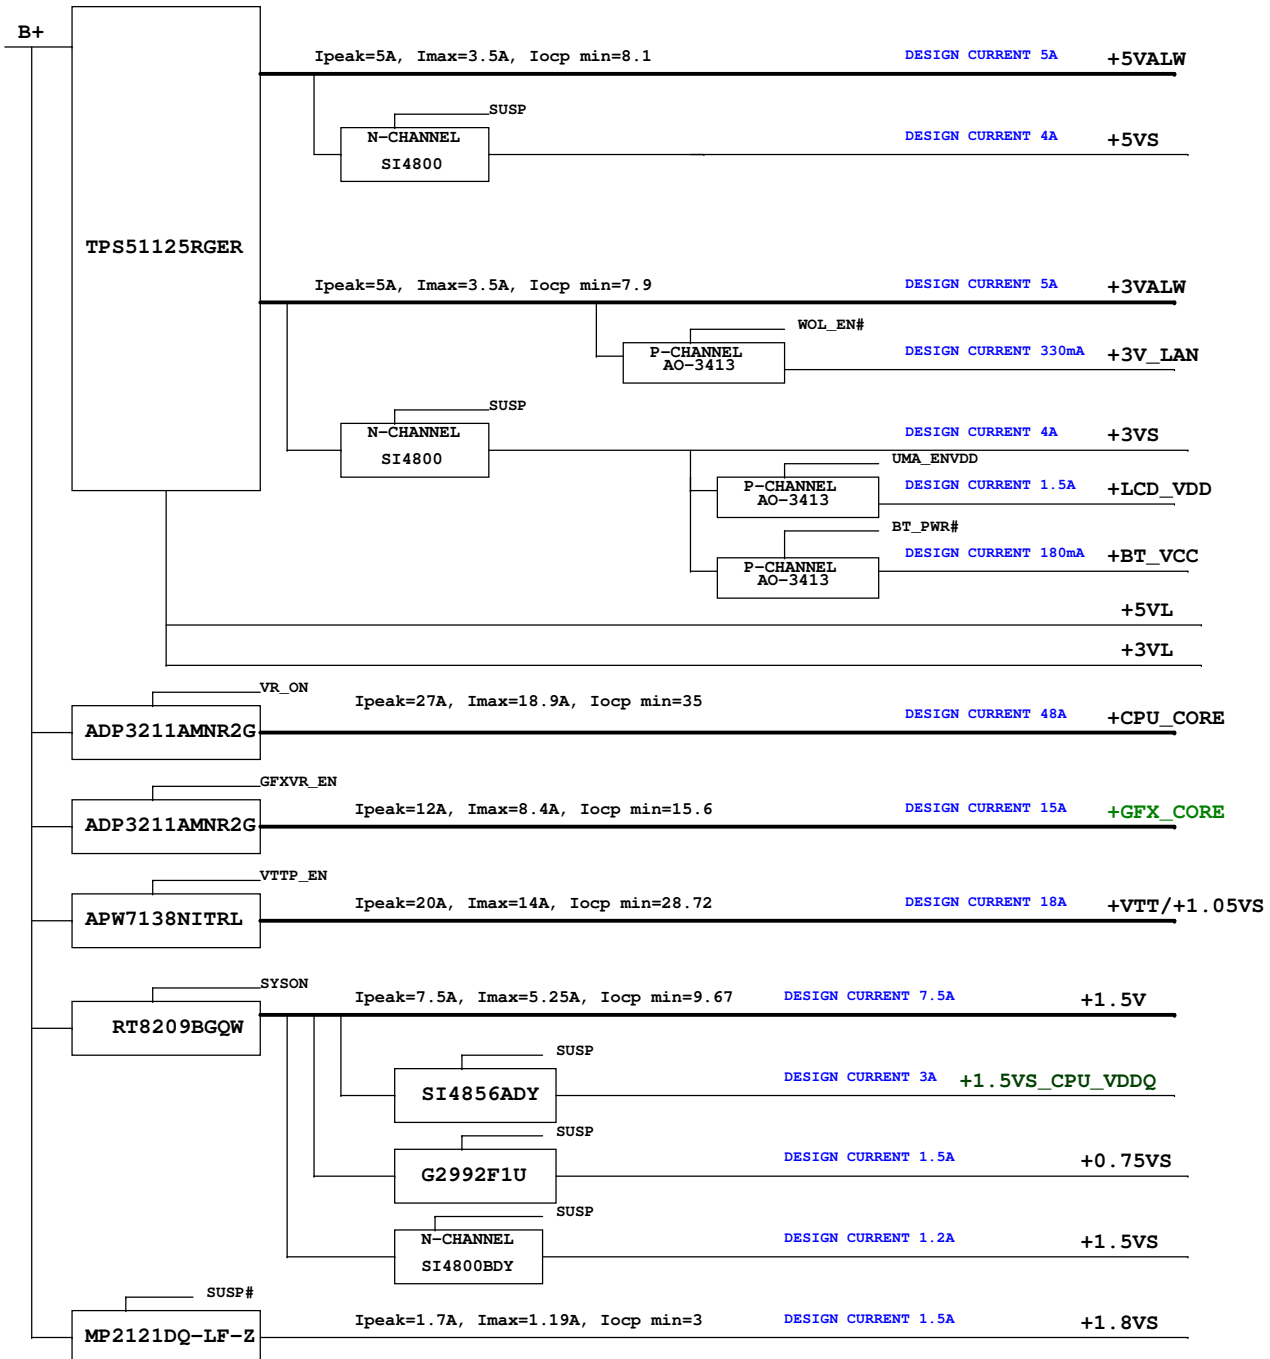 B+
Ipeak=5A, Imax=3.5A, Iocp min=8.1
DESIGN CURRENT 5A
+5VALW
SUSP
N-CHANNEL
SI4800
DESIGN CURRENT 4A
+5VS
TPS51125RGER
Ipeak=5A, Imax=3.5A, Iocp min=7.9
DESIGN CURRENT 5A
+3VALW
WOL_EN#
P-CHANNEL
AO-3413
DESIGN CURRENT 330mA
+3V_LAN
SUSP
N-CHANNEL
SI4800
DESIGN CURRENT 4A
+3VS
UMA_ENVDD
P-CHANNEL
AO-3413
DESIGN CURRENT 1.5A
+LCD_VDD
BT_PWR#
P-CHANNEL
AO-3413
DESIGN CURRENT 180mA
+BT_VCC
+5VL
+3VL
VR_ON
ADP3211AMNR2G
Ipeak=27A, Imax=18.9A, Iocp min=35
DESIGN CURRENT 48A
+CPU_CORE
GFXVR_EN
ADP3211AMNR2G
Ipeak=12A, Imax=8.4A, Iocp min=15.6
DESIGN CURRENT 15A
+GFX_CORE
VTTP_EN
APW7138NITRL
Ipeak=20A, Imax=14A, Iocp min=28.72
DESIGN CURRENT 18A
+VTT/+1.05VS
SYSON
RT8209BGQW
Ipeak=7.5A, Imax=5.25A, Iocp min=9.67
DESIGN CURRENT 7.5A
+1.5V
SUSP
SI4856ADY
DESIGN CURRENT 3A
+1.5VS_CPU_VDDQ
SUSP
G2992F1U
DESIGN CURRENT 1.5A
+0.75VS
SUSP
N-CHANNEL
SI4800BDY
DESIGN CURRENT 1.2A
+1.5VS
SUSP#
MP2121DQ-LF-Z
Ipeak=1.7A, Imax=1.19A, Iocp min=3
DESIGN CURRENT 1.5A
+1.8VS